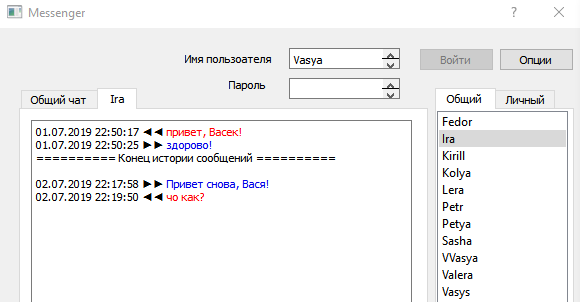 Messenger
Имя пользоателя Vasya Войти Опции
Пароль
Общий чат Ira Общий Личный
01.07.2019 22:50:17 ◄◄ привет, Васек!
01.07.2019 22:50:25 ►► здорово!
========== Конец истории сообщений ==========
02.07.2019 22:17:58 ►► Привет снова, Вася!
02.07.2019 22:19:50 ◄◄ чо как?
Fedor
Ira
Kirill
Kolya
Lera
Petr
Petya
Sasha
VVasya
Valera
Vasys